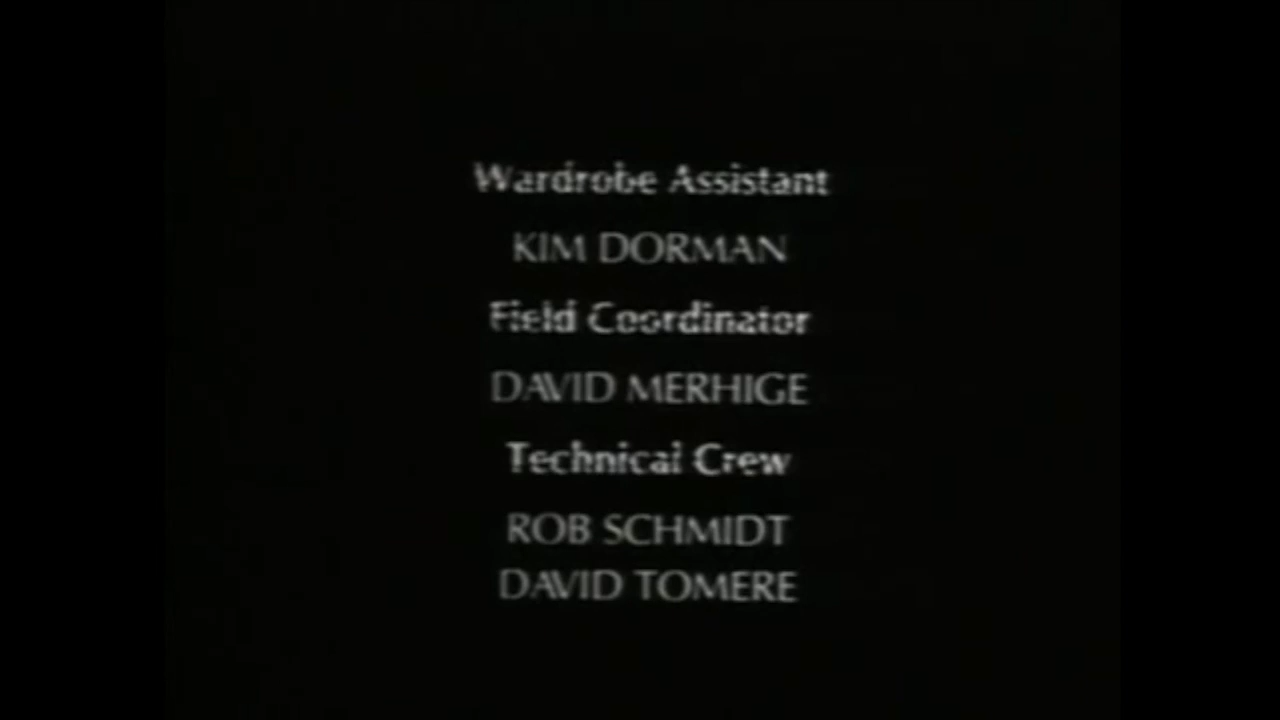 Wardrobe Assistant
KIM DORMAN
Field Coordinator
DAVID MERHIGE
Technical Crew
ROB SCHMIDT
DAVID TOMERE